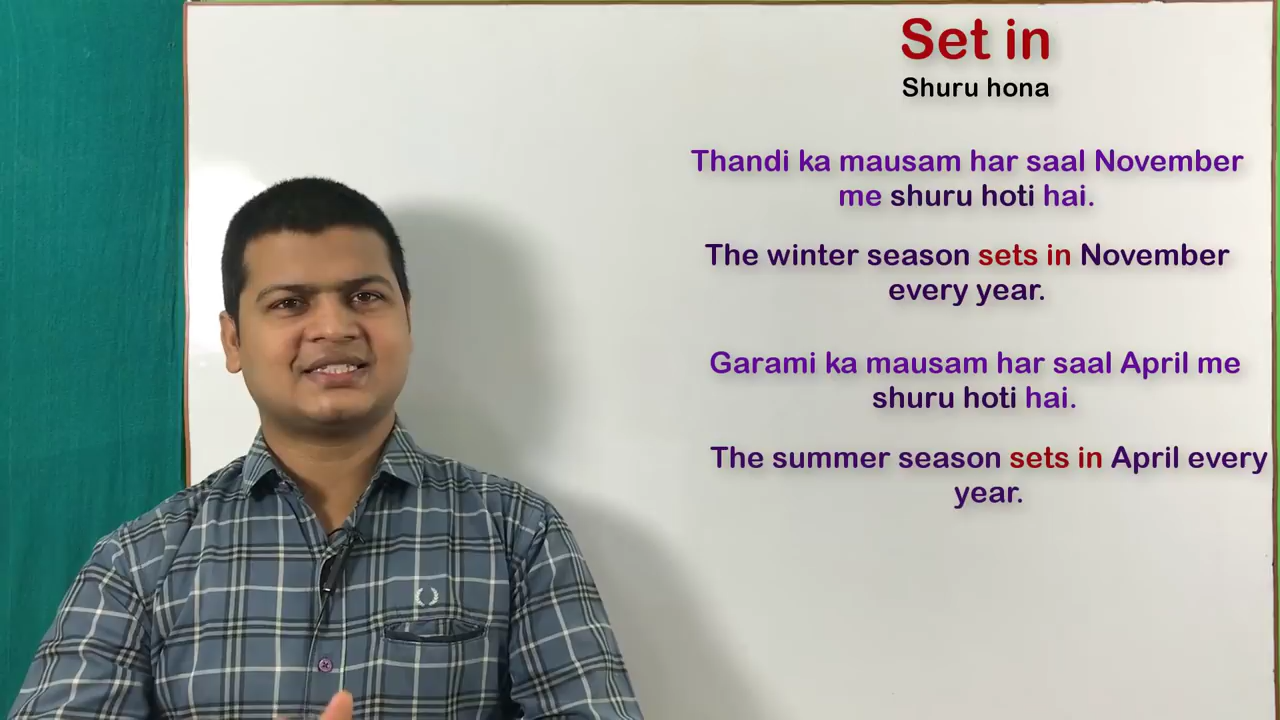 Set in
Shuru hona
Thandi ka mausam har saal November
me shuru hoti hai.
The winter season sets in November
every year.
Garami ka mausam har saal April me
shuru hoti hai.
The summer season sets in April every
year.